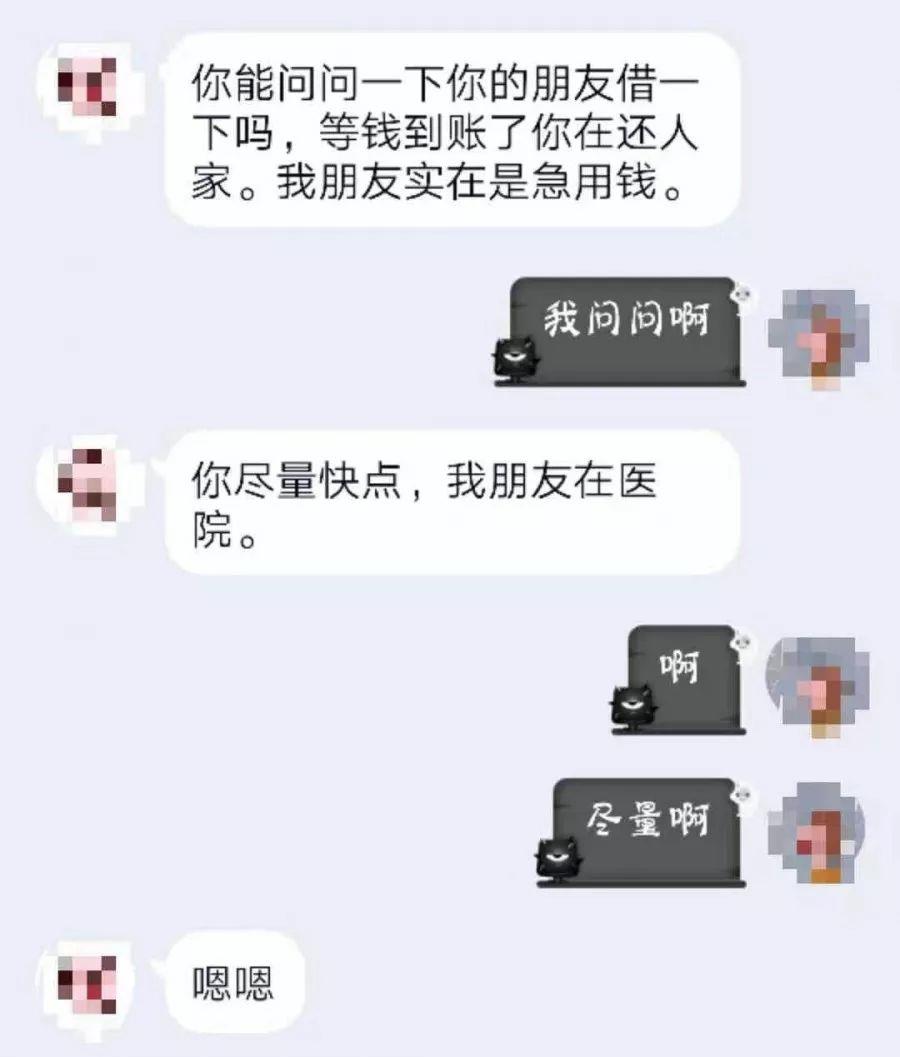 你能问问一下你的朋友借一
下吗，等钱到账了你在还人
家。我朋友实在是急用钱。
我问问啊
你尽量快点，我朋友在医
院。
啊
尽量啊
嗯嗯